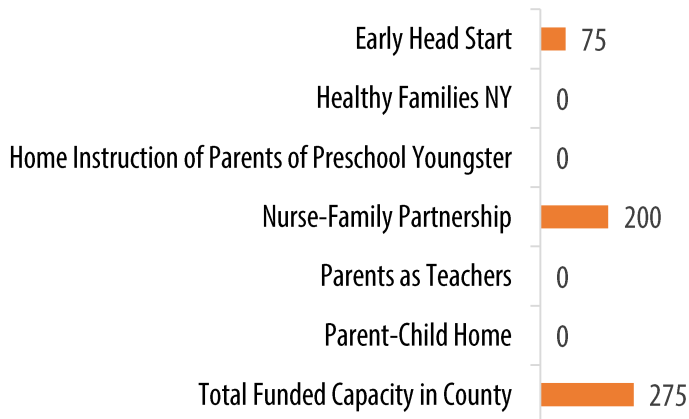 Early Head Start 75
Healthy Families NY 0
Home Instruction of Parents of Preschool Youngster 0
Nurse-Family Partnership 200
Parents as Teachers 0
Parent-Child Home 0
Total Funded Capacity in County 275